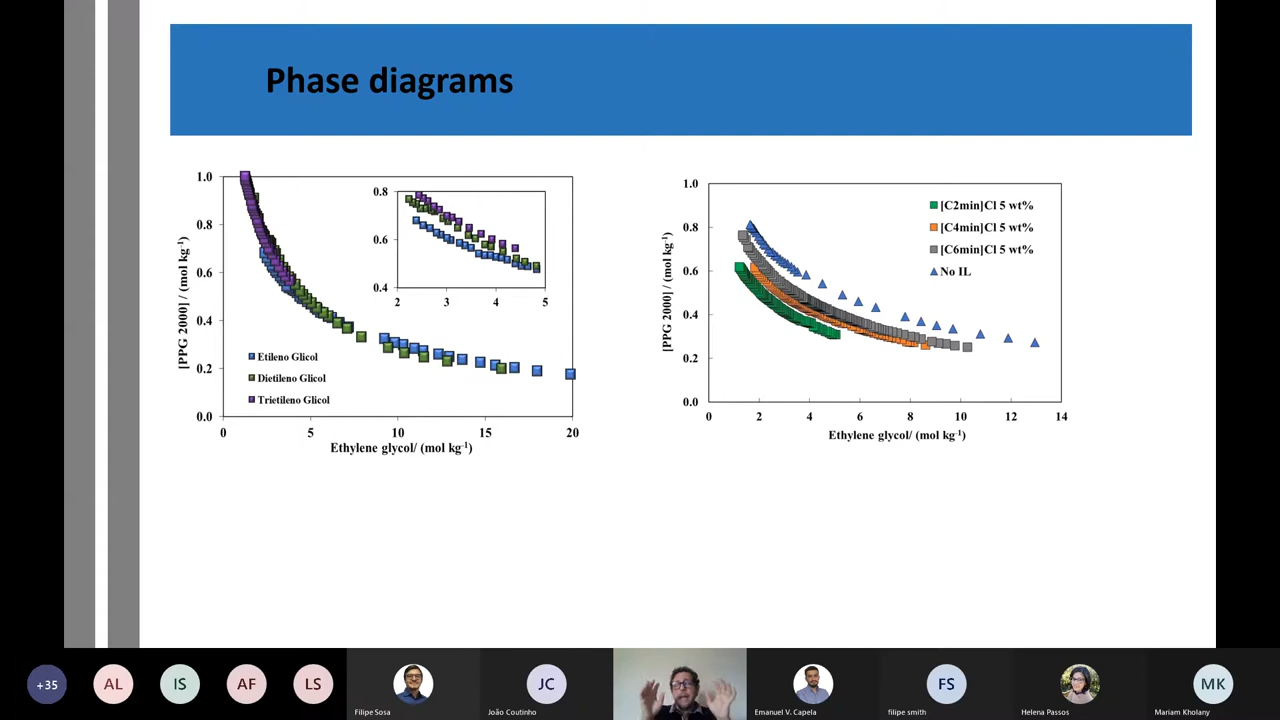 Phase diagrams
1.0
0.8
0.6
0.4
0.2
0.0
0 5 10 15 20
[PPG 2000] / (mol kg-1)
Ethylene glycol/ (mol kg-1)
Etileno Glicol
Dietileno Glicol
Trietileno Glicol
0.8
0.6
0.4
2 3 4 5
1.0
0.8
0.6
0.4
0.2
0.0
0 2 4 6 8 10 12 14
[PPG 2000] / (mol kg-1)
Ethylene glycol/ (mol kg-1)
[C2min]Cl 5 wt%
[C4min]Cl 5 wt%
[C6min]Cl 5 wt%
No IL
+35 AL IS AF LS JC FS MK
Filipe Sosa João Coutinho Emanuel V. Capela filipe smith Helena Passos Mariam Kholany